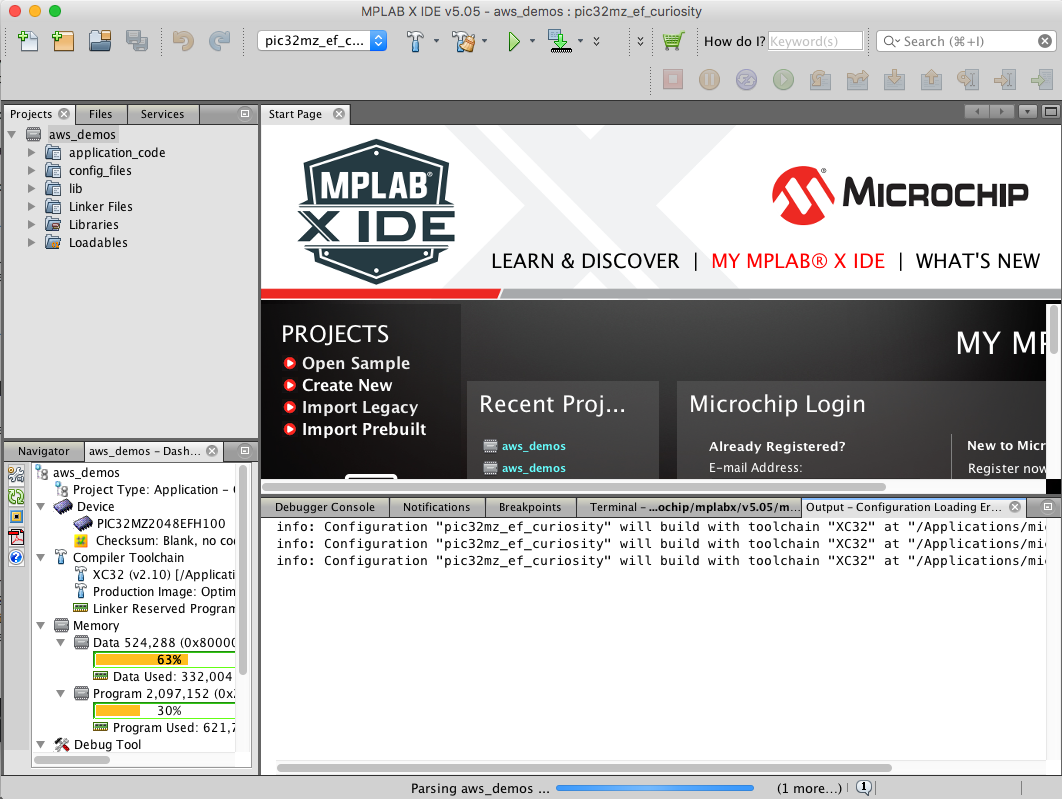 MPLAB X IDE v5.05 - aws_demos : pic32mz_ef_curiosity
pic32mz_ef_c... How do I? Keyword(s) Search (⌘+I)
Projects Files Services
aws_demos
application_code
config_files
lib
Linker Files
Libraries
Loadables
Start Page
MPLAB®
X IDE
MICROCHIP
LEARN & DISCOVER | MY MPLAB® X IDE | WHAT'S NEW
PROJECTS
Open Sample
Create New
Import Legacy
Import Prebuilt
MY MP
Recent Proj...
aws_demos
aws_demos
Microchip Login
Already Registered?
E-mail Address:
New to Micr
Register now
Navigator aws_demos – Dash...
aws_demos
Project Type: Application –
Device
PIC32MZ2048EFH100
Checksum: Blank, no co
Compiler Toolchain
XC32 (v2.10) [/Applicati
Production Image: Optim
Linker Reserved Program
Memory
Data 524,288 (0x80000
63%
Data Used: 332,004
Program 2,097,152 (0x
30%
Program Used: 621,7
Debug Tool
Debugger Console Notifications Breakpoints Terminal – ...ochip/mplabx/v5.05/m... Output – Configuration Loading Er...
info: Configuration "pic32mz_ef_curiosity" will build with toolchain "XC32" at "/Applications/mi
info: Configuration "pic32mz_ef_curiosity" will build with toolchain "XC32" at "/Applications/mi
info: Configuration "pic32mz_ef_curiosity" will build with toolchain "XC32" at "/Applications/mi
Parsing aws_demos ... (1 more...) 1